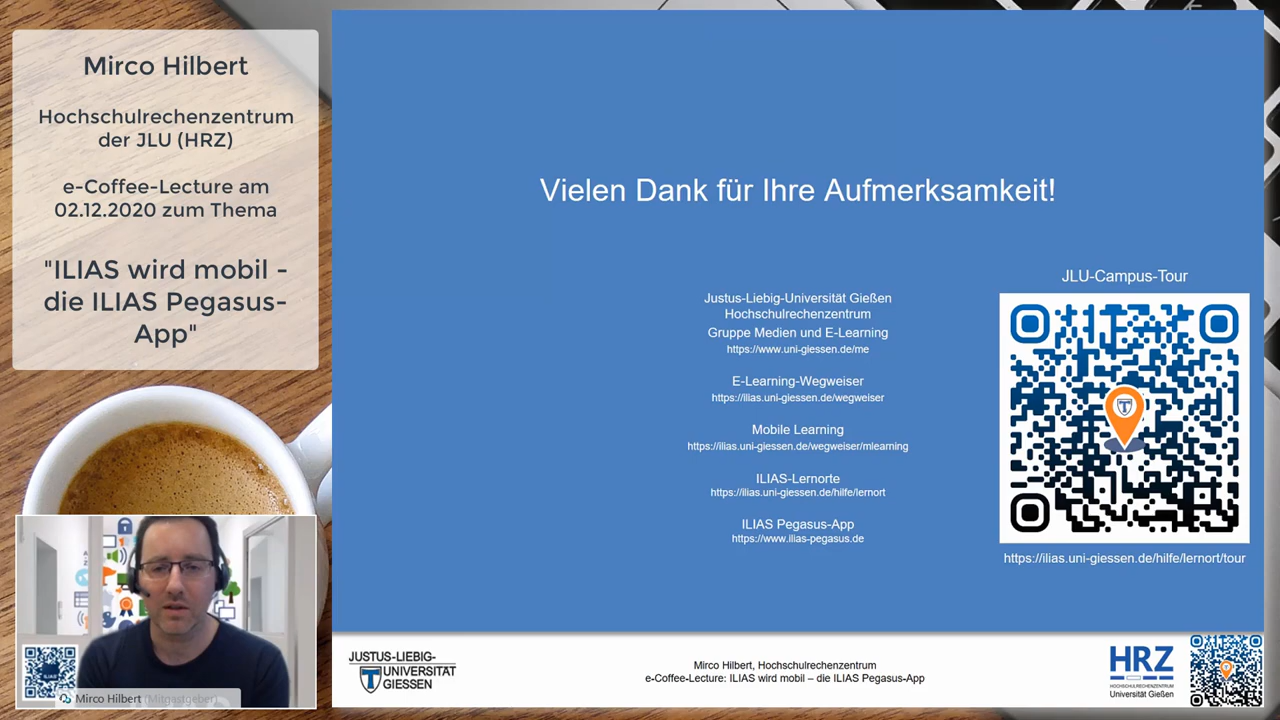 Mirco Hilbert
Hochschulrechenzentrum
der JLU (HRZ)
e-Coffee-Lecture am
02.12.2020 zum Thema
"ILIAS wird mobil -
die ILIAS Pegasus-
App"
Vielen Dank für Ihre Aufmerksamkeit!
Justus-Liebig-Universität Gießen
Hochschulrechenzentrum
Gruppe Medien und E-Learning
https://www.uni-giessen.de/me
E-Learning-Wegweiser
https://ilias.uni-giessen.de/wegweiser
Mobile Learning
https://ilias.uni-giessen.de/wegweiser/mlearning
ILIAS-Lernorte
https://ilias.uni-giessen.de/hilfe/lernort
ILIAS Pegasus-App
https://www.ilias-pegasus.de
JLU-Campus-Tour
https://ilias.uni-giessen.de/hilfe/lernort/tour
Mirco Hilbert (Mitgastgeber)
JUSTUS-LIEBIG-
UNIVERSITÄT
GIESSEN
Mirco Hilbert, Hochschulrechenzentrum
e-Coffee-Lecture: ILIAS wird mobil – die ILIAS Pegasus-App
HRZ
HOCHSCHULRECHENZENTRUM
Universität Gießen